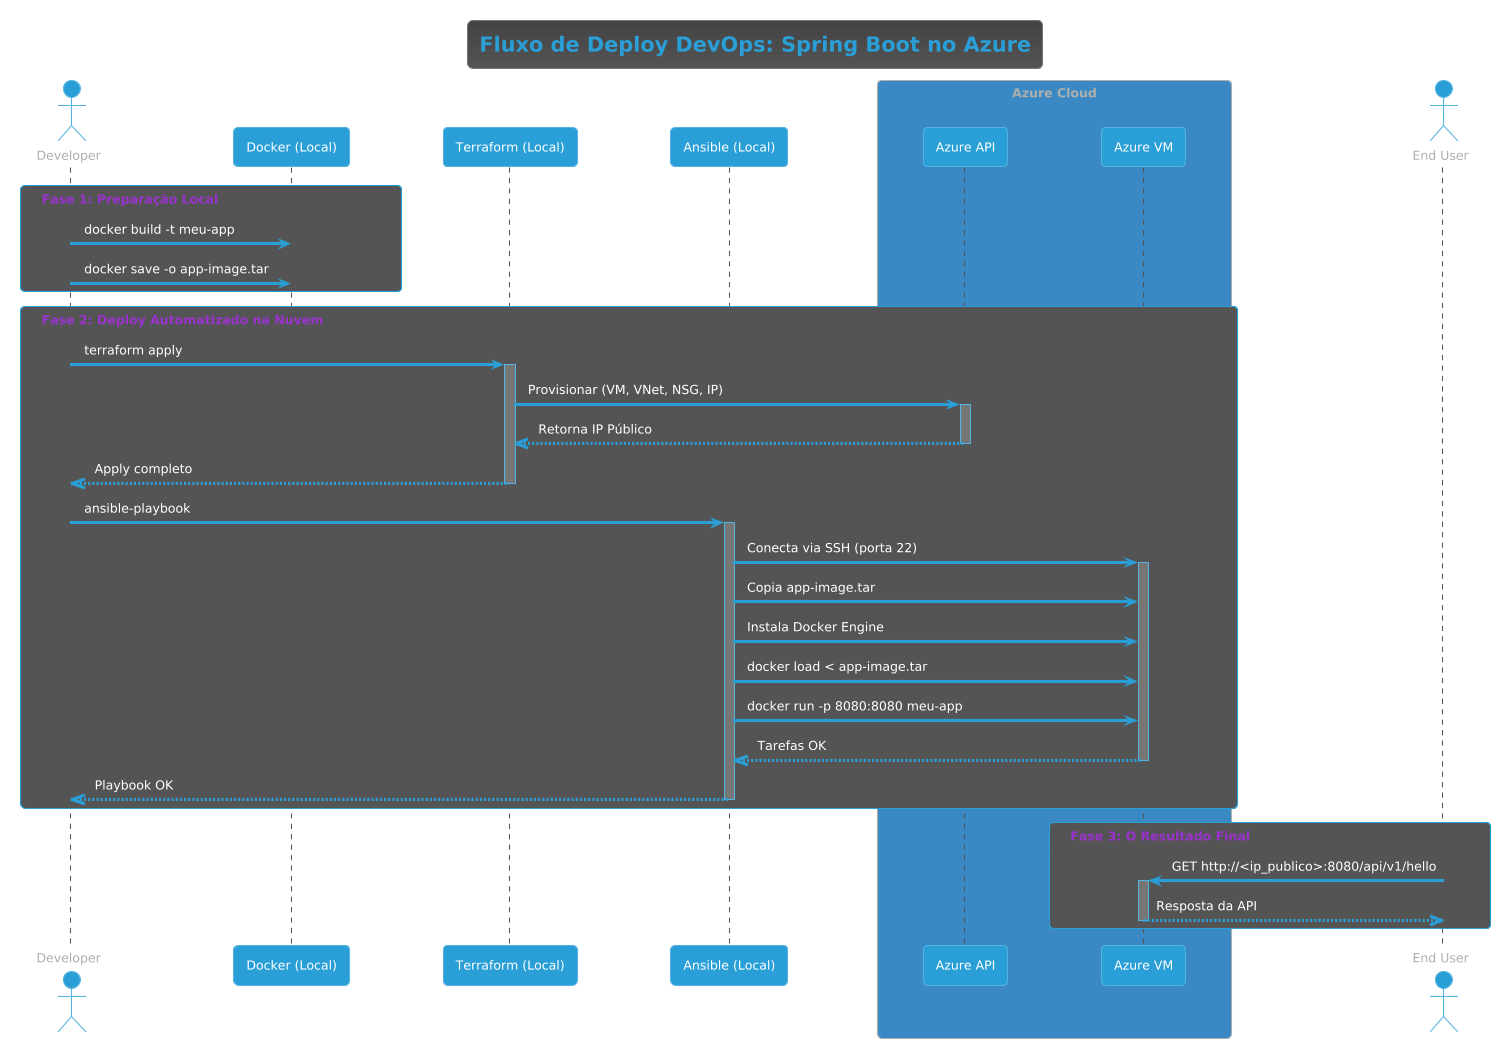 Fluxo de Deploy DevOps: Spring Boot no Azure
Azure Cloud
Developer
Docker (Local)
Terraform (Local)
Ansible (Local)
Azure API
Azure VM
End User
Fase 1: Preparação Local
docker build -t meu-app
docker save -o app-image.tar
Fase 2: Deploy Automatizado na Nuvem
terraform apply
Provisionar (VM, VNet, NSG, IP)
Retorna IP Público
Apply completo
ansible-playbook
Conecta via SSH (porta 22)
Copia app-image.tar
Instala Docker Engine
docker load < app-image.tar
docker run -p 8080:8080 meu-app
Tarefas OK
Playbook OK
Fase 3: O Resultado Final
GET http://<ip_publico>:8080/api/v1/hello
Resposta da API
Developer
Docker (Local)
Terraform (Local)
Ansible (Local)
Azure API
Azure VM
End User